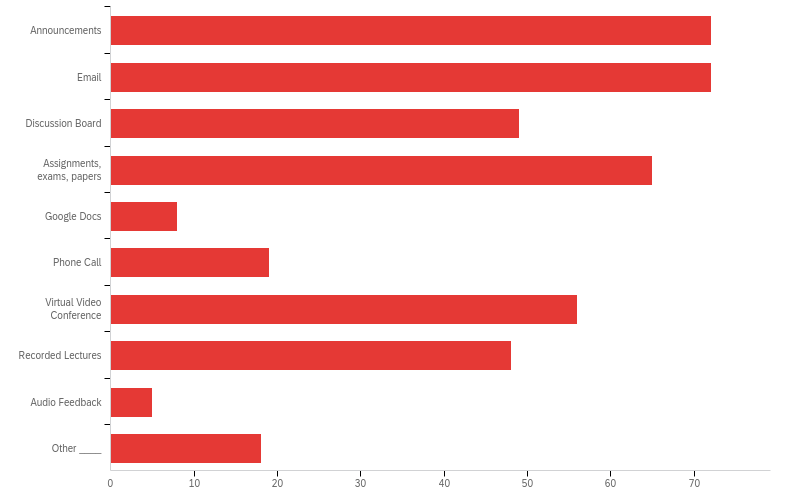 Announcements
Email
Discussion Board
Assignments,
exams, papers
Google Docs
Phone Call
Virtual Video
Conference
Recorded Lectures
Audio Feedback
Other ____
0 10 20 30 40 50 60 70